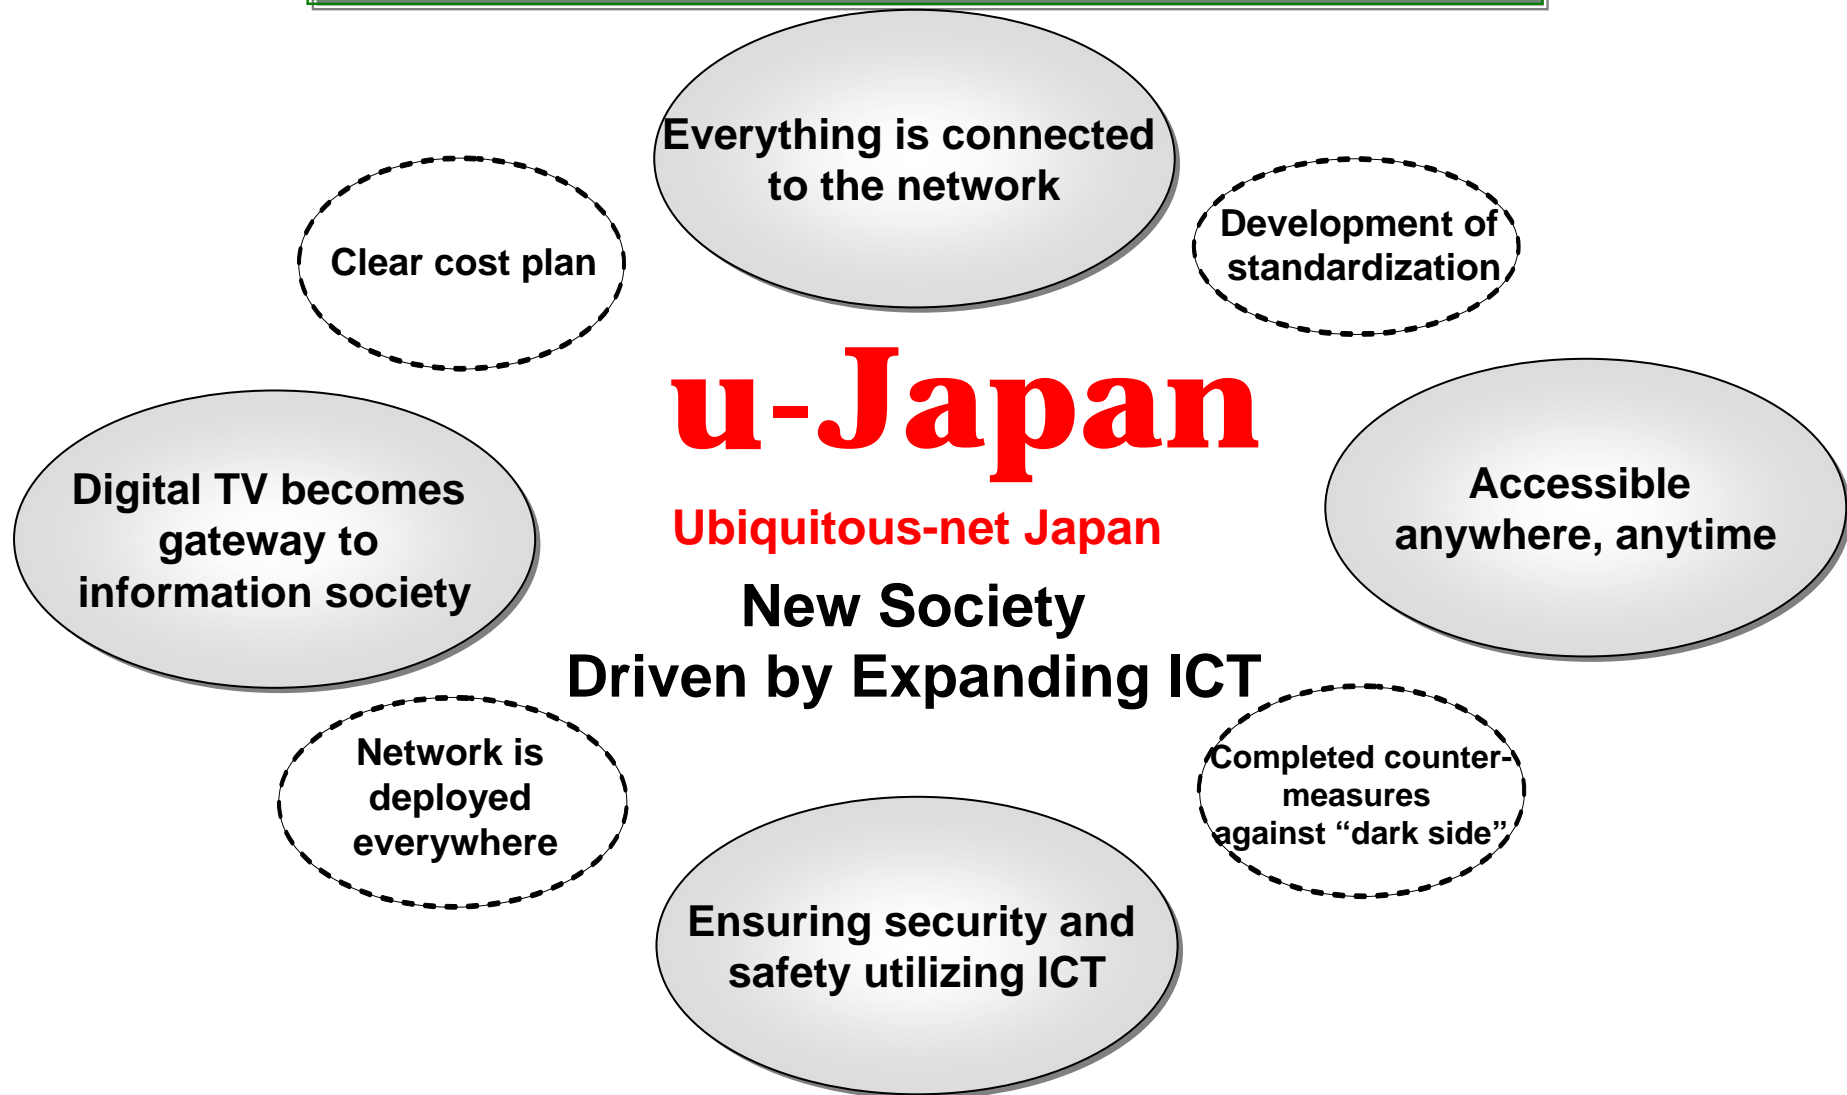 Everything is connected
to the network
Clear cost plan
Development of
standardization
u-Japan
Ubiquitous-net Japan
New Society
Driven by Expanding ICT
Digital TV becomes
gateway to
information society
Accessible
anywhere, anytime
Network is
deployed
everywhere
Completed counter-
measures
against “dark side”
Ensuring security and
safety utilizing ICT